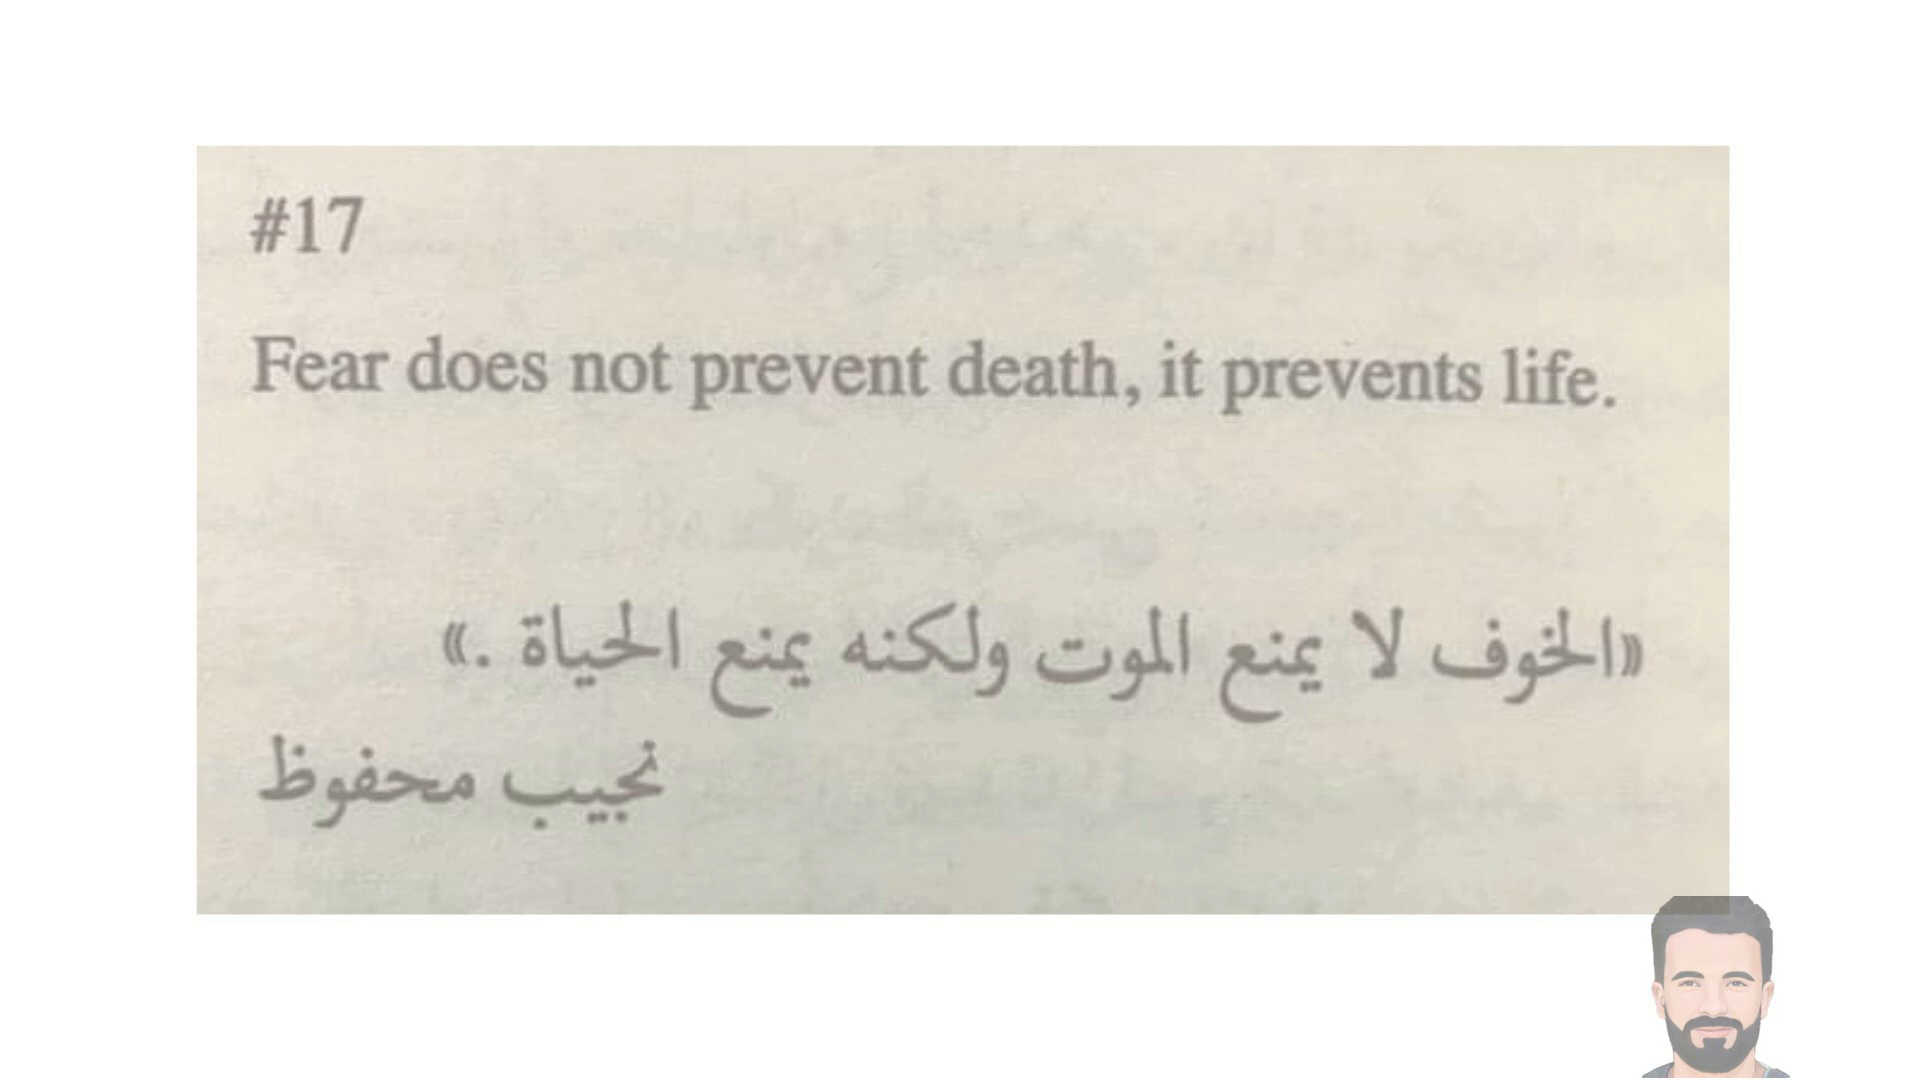 #17
Fear does not prevent death, it prevents life.
«الخوف لا يمنع الموت ولكنه يمنع الحياة .»
نجيب محفوظ